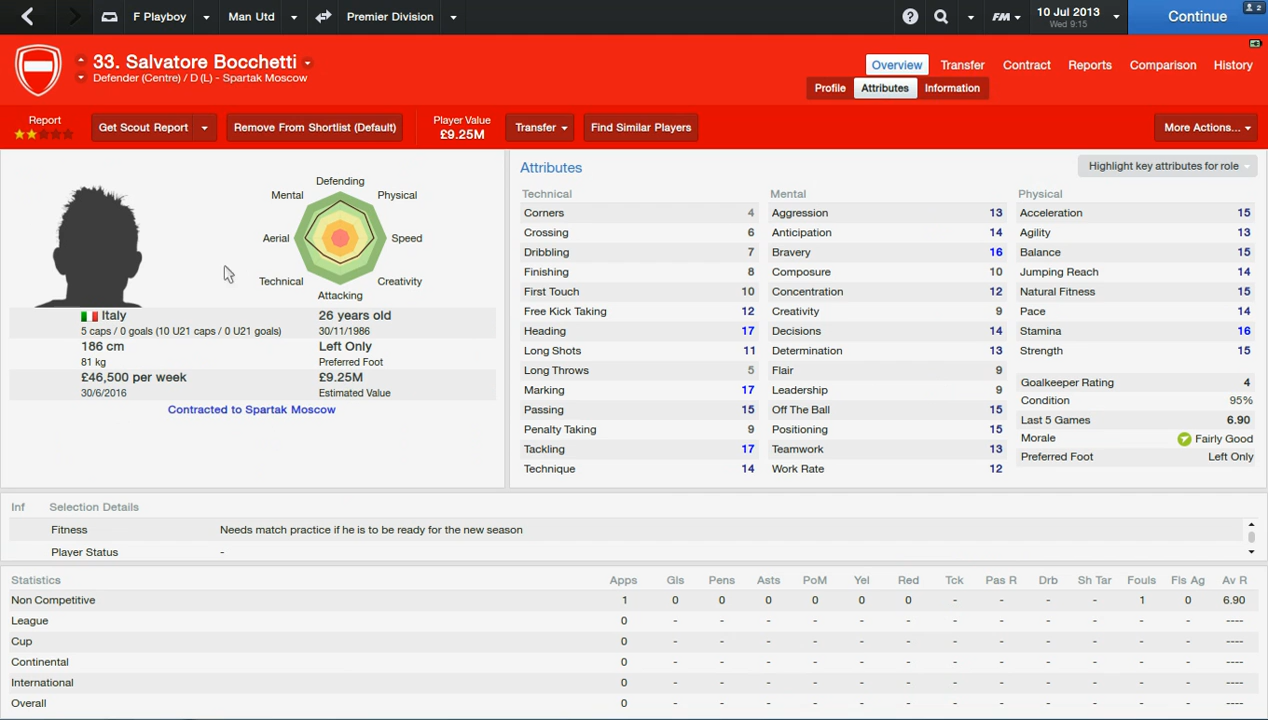 F Playboy
Man Utd
Premier Division
?
FM
10 Jul 2013
Wed 9:15
Continue
2
33. Salvatore Bocchetti
Defender (Centre) / D (L) - Spartak Moscow
Overview Transfer Contract Reports Comparison History
Profile Attributes Information
Report
Get Scout Report
Remove From Shortlist (Default)
Player Value
£9.25M
Transfer
Find Similar Players
More Actions...
Defending
Mental Physical
Aerial Speed
Technical Creativity
Attacking
Italy
5 caps / 0 goals (10 U21 caps / 0 U21 goals)
26 years old
30/11/1986
186 cm
81 kg
Left Only
Preferred Foot
£46,500 per week
30/6/2016
£9.25M
Estimated Value
Contracted to Spartak Moscow
Attributes
Highlight key attributes for role
Technical
Corners 4
Crossing 6
Dribbling 7
Finishing 8
First Touch 10
Free Kick Taking 12
Heading 17
Long Shots 11
Long Throws 5
Marking 17
Passing 15
Penalty Taking 9
Tackling 17
Technique 14
Mental
Aggression 13
Anticipation 14
Bravery 16
Composure 10
Concentration 12
Creativity 9
Decisions 14
Determination 13
Flair 9
Leadership 9
Off The Ball 15
Positioning 15
Teamwork 13
Work Rate 12
Physical
Acceleration 15
Agility 13
Balance 15
Jumping Reach 14
Natural Fitness 15
Pace 14
Stamina 16
Strength 15
Goalkeeper Rating 4
Condition 95%
Last 5 Games 6.90
Morale Fairly Good
Preferred Foot Left Only
Inf Selection Details
Fitness Needs match practice if he is to be ready for the new season
Player Status -
Statistics Apps Gls Pens Asts PoM Yel Red Tck Pas R Drb Sh Tar Fouls Fls Ag Av R
Non Competitive 1 0 0 0 0 0 0 - - - - 1 0 6.90
League 0 - - - - - - - - - - - - ----
Cup 0 - - - - - - - - - - - - ----
Continental 0 - - - - - - - - - - - - ----
International 0 - - - - - - - - - - - - ----
Overall 0 - - - - - - - - - - - - ----